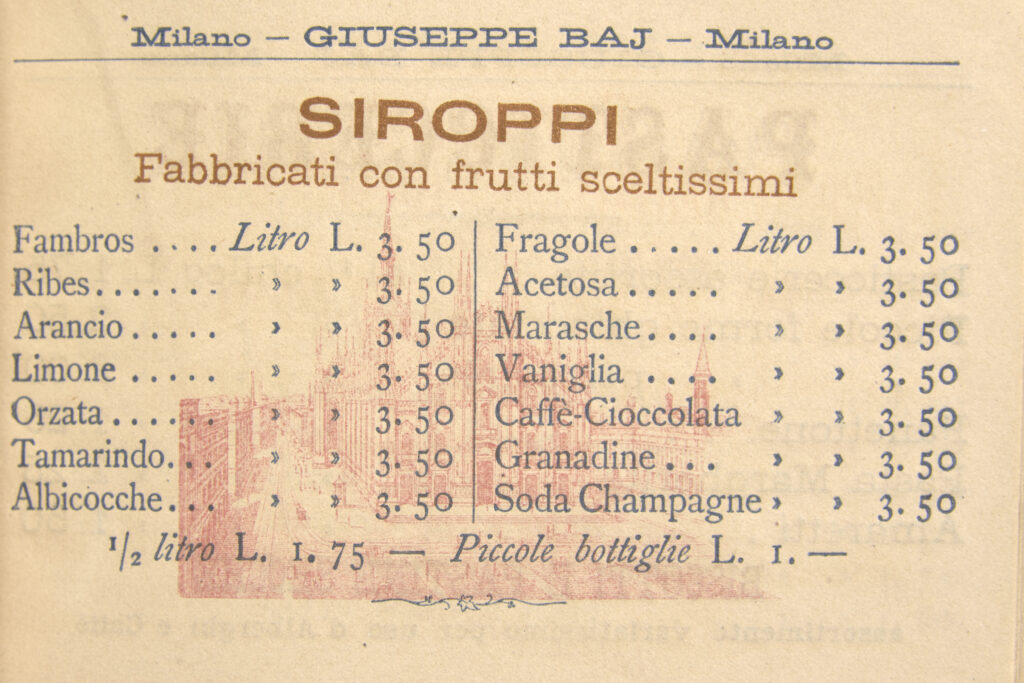 Milano — GIUSEPPE BAJ — Milano
SIROPPI
Fabbricati con frutti sceltissimi
Fambros .... Litro L. 3. 50
Ribes....... » » 3. 50
Arancio ..... » » 3. 50
Limone ..... » » 3. 50
Orzata ...... » » 3. 50
Tamarindo... » » 3. 50
Albicocche... » » 3. 50
Fragole ..... Litro L. 3. 50
Acetosa ..... » » 3. 50
Marasche.... » » 3. 50
Vaniglia .... » » 3. 50
Caffè-Cioccolata » » 3. 50
Granadine ... » » 3. 50
Soda Champagne » » 3. 50
1/2 litro L. 1. 75 — Piccole bottiglie L. 1. —